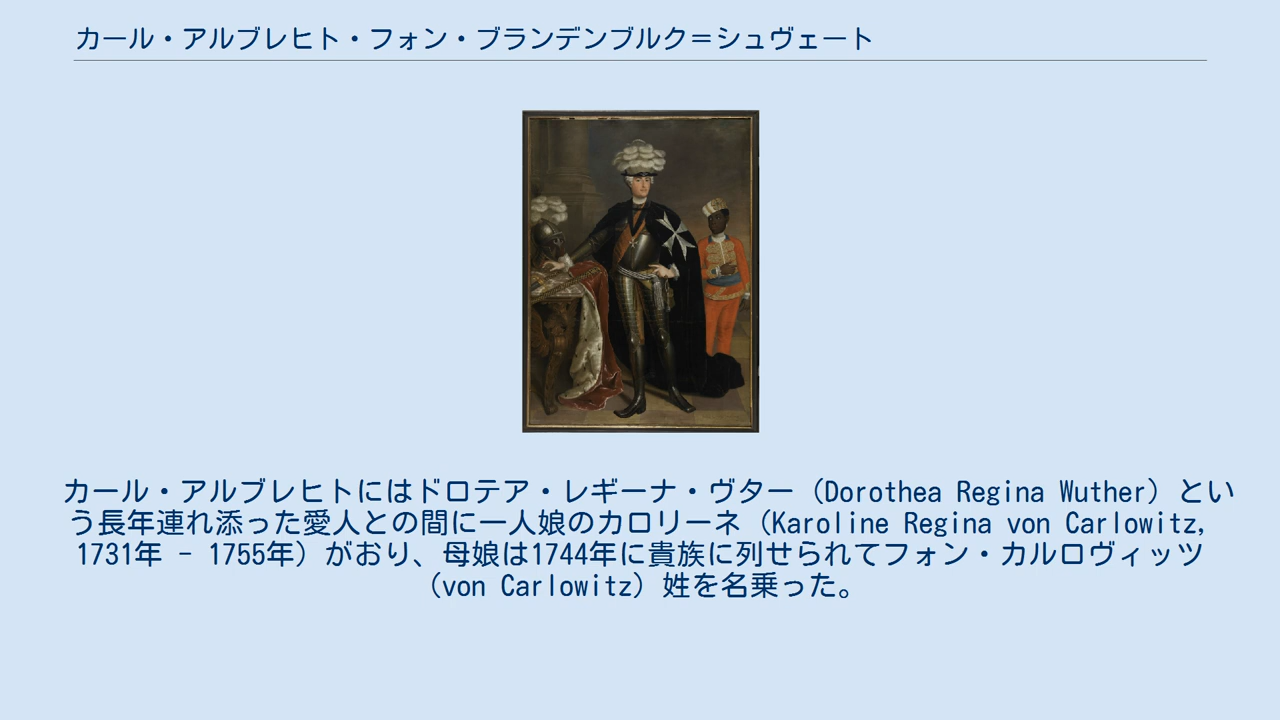 カール・アルブレヒト・フォン・ブランデンブルク＝シュヴェート
カール・アルブレヒトにはドロテア・レギーナ・ヴター（Dorothea Regina Wuther）とい
う長年連れ添った愛人との間に一人娘のカロリーネ（Karoline Regina von Carlowitz,
1731年 - 1755年）がおり、母娘は1744年に貴族に列せられてフォン・カルロヴィッツ
（von Carlowitz）姓を名乗った。